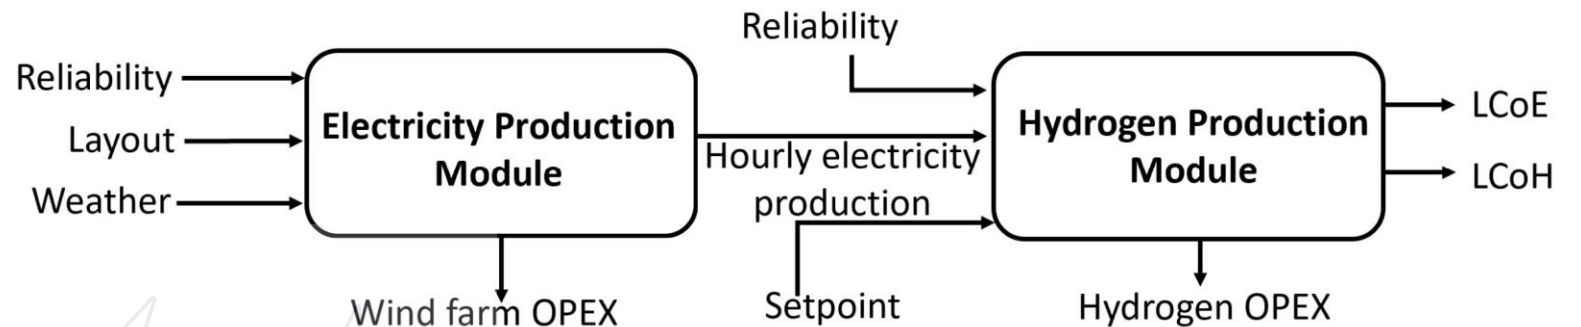 Reliability
Reliability
Layout
Weather
Electricity Production
Module
Hourly electricity
production
Hydrogen Production
Module
LCoE
LCoH
Wind farm OPEX
Setpoint
Hydrogen OPEX